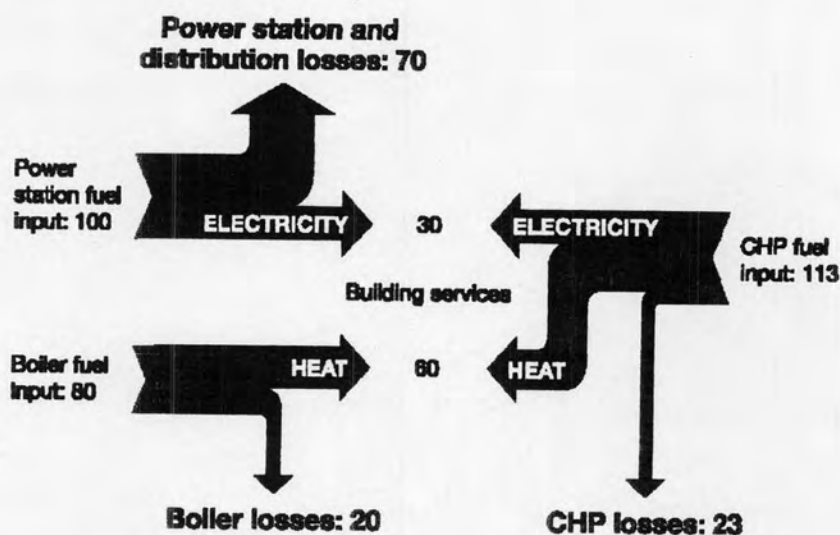 Power station and
distribution losses: 70
Power
station fuel
input: 100
ELECTRICITY
30
ELECTRICITY
CHP fuel
input: 113
Building services
Boiler fuel
input: 80
HEAT
60
HEAT
Boiler losses: 20
CHP losses: 23